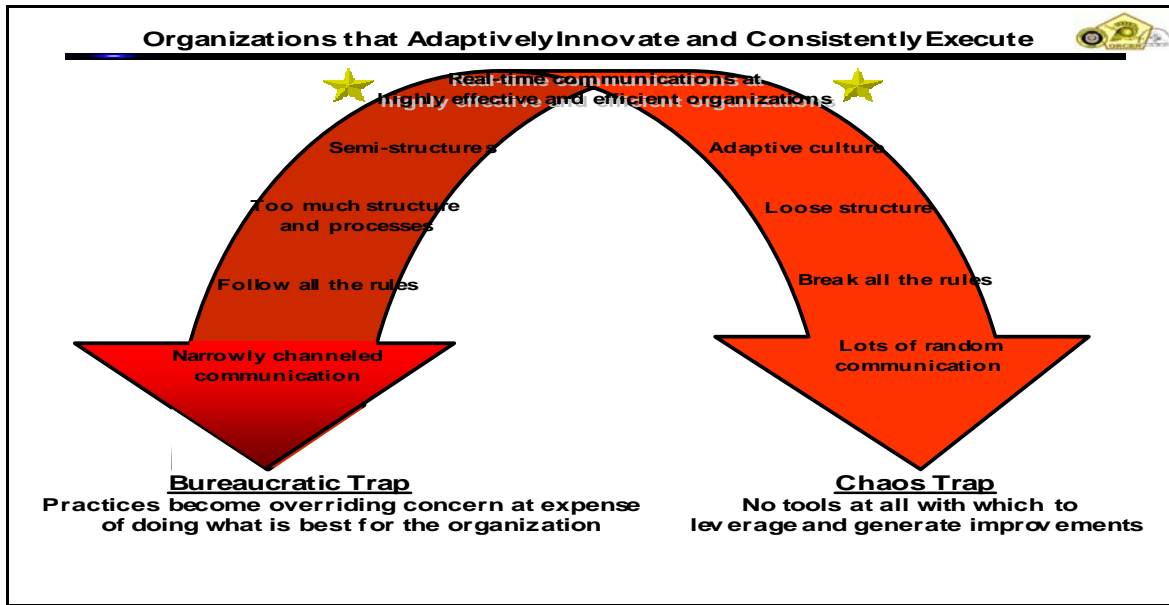 Organizations that Adaptively Innovate and Consistently Execute
Real-time communications at
highly effective and efficient organizations
Semi-structures
Too much structure
and processes
Follow all the rules
Narrowly channeled
communication
Adaptive culture
Loose structure
Break all the rules
Lots of random
communication
Bureaucratic Trap
Practices become overriding concern at expense
of doing what is best for the organization
Chaos Trap
No tools at all with which to
leverage and generate improvements